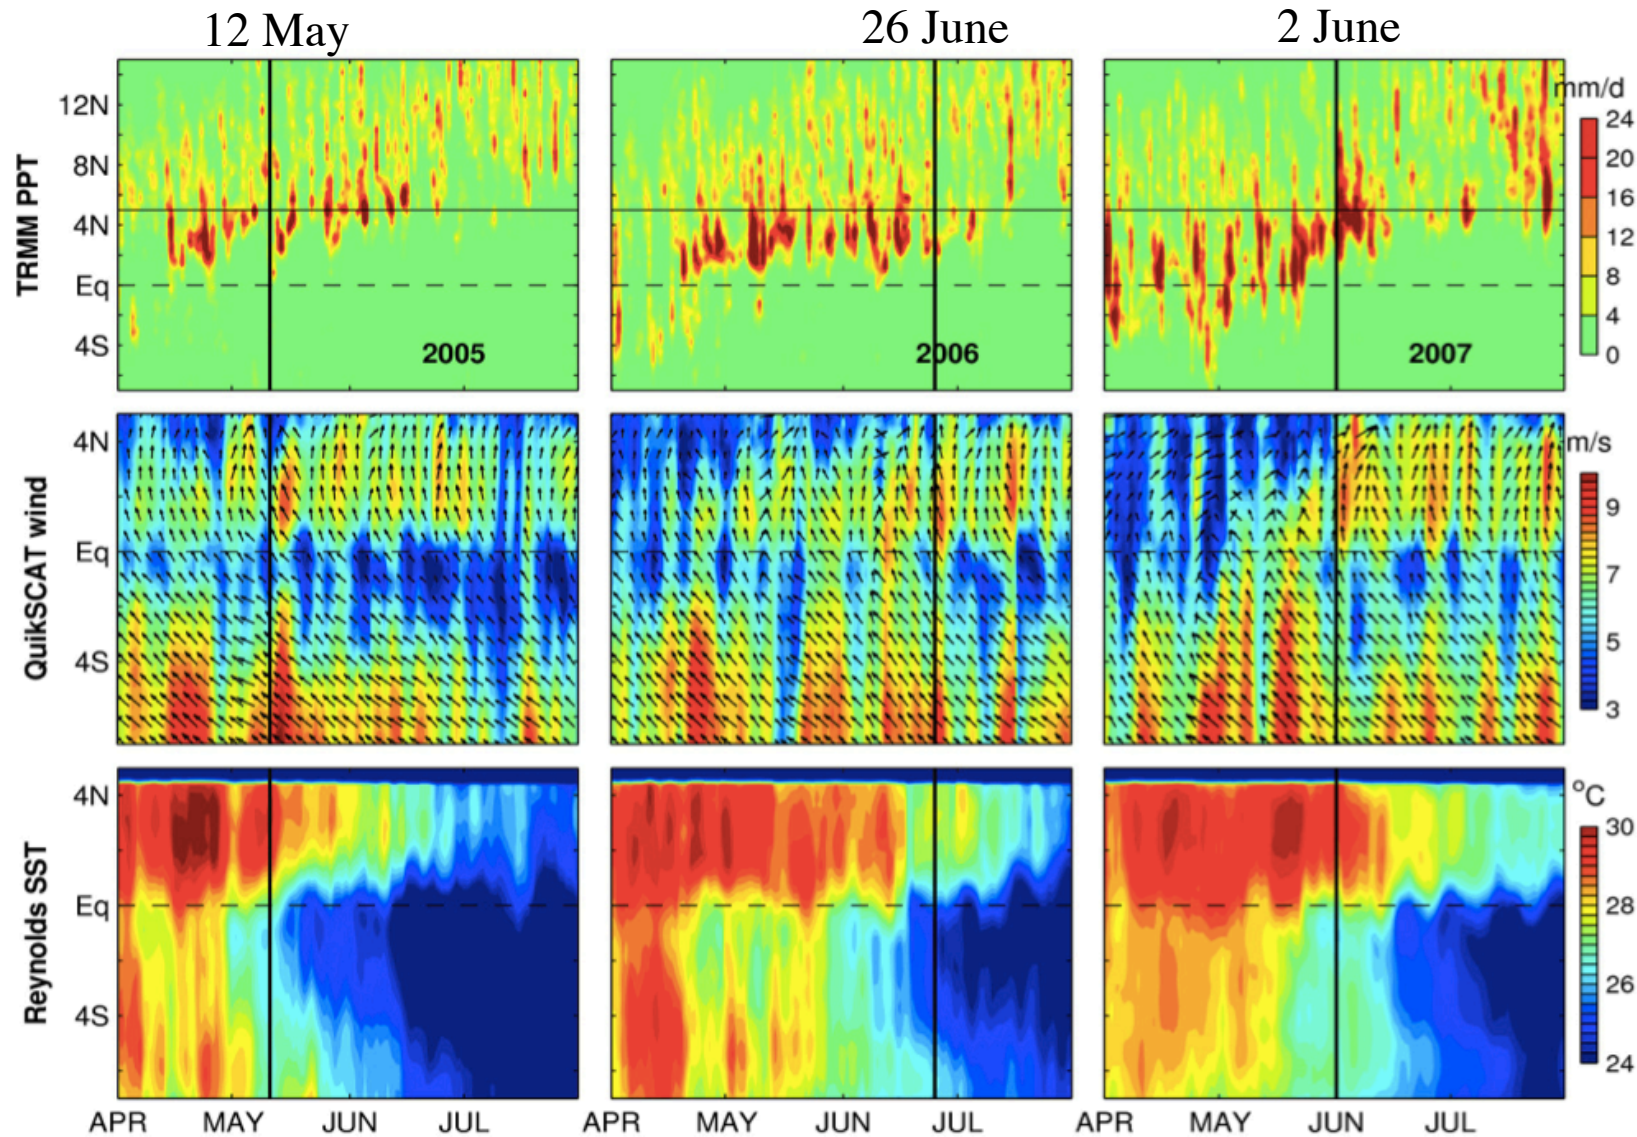 12 May 26 June 2 June
TRMM PPT
12N
8N
4N
Eq
4S
2005 2006 2007
mm/d
24
20
16
12
8
4
0
QuikSCAT wind
4N
Eq
4S
m/s
9
7
5
3
Reynolds SST
4N
Eq
4S
°C
30
28
26
24
APR MAY JUN JUL APR MAY JUN JUL APR MAY JUN JUL